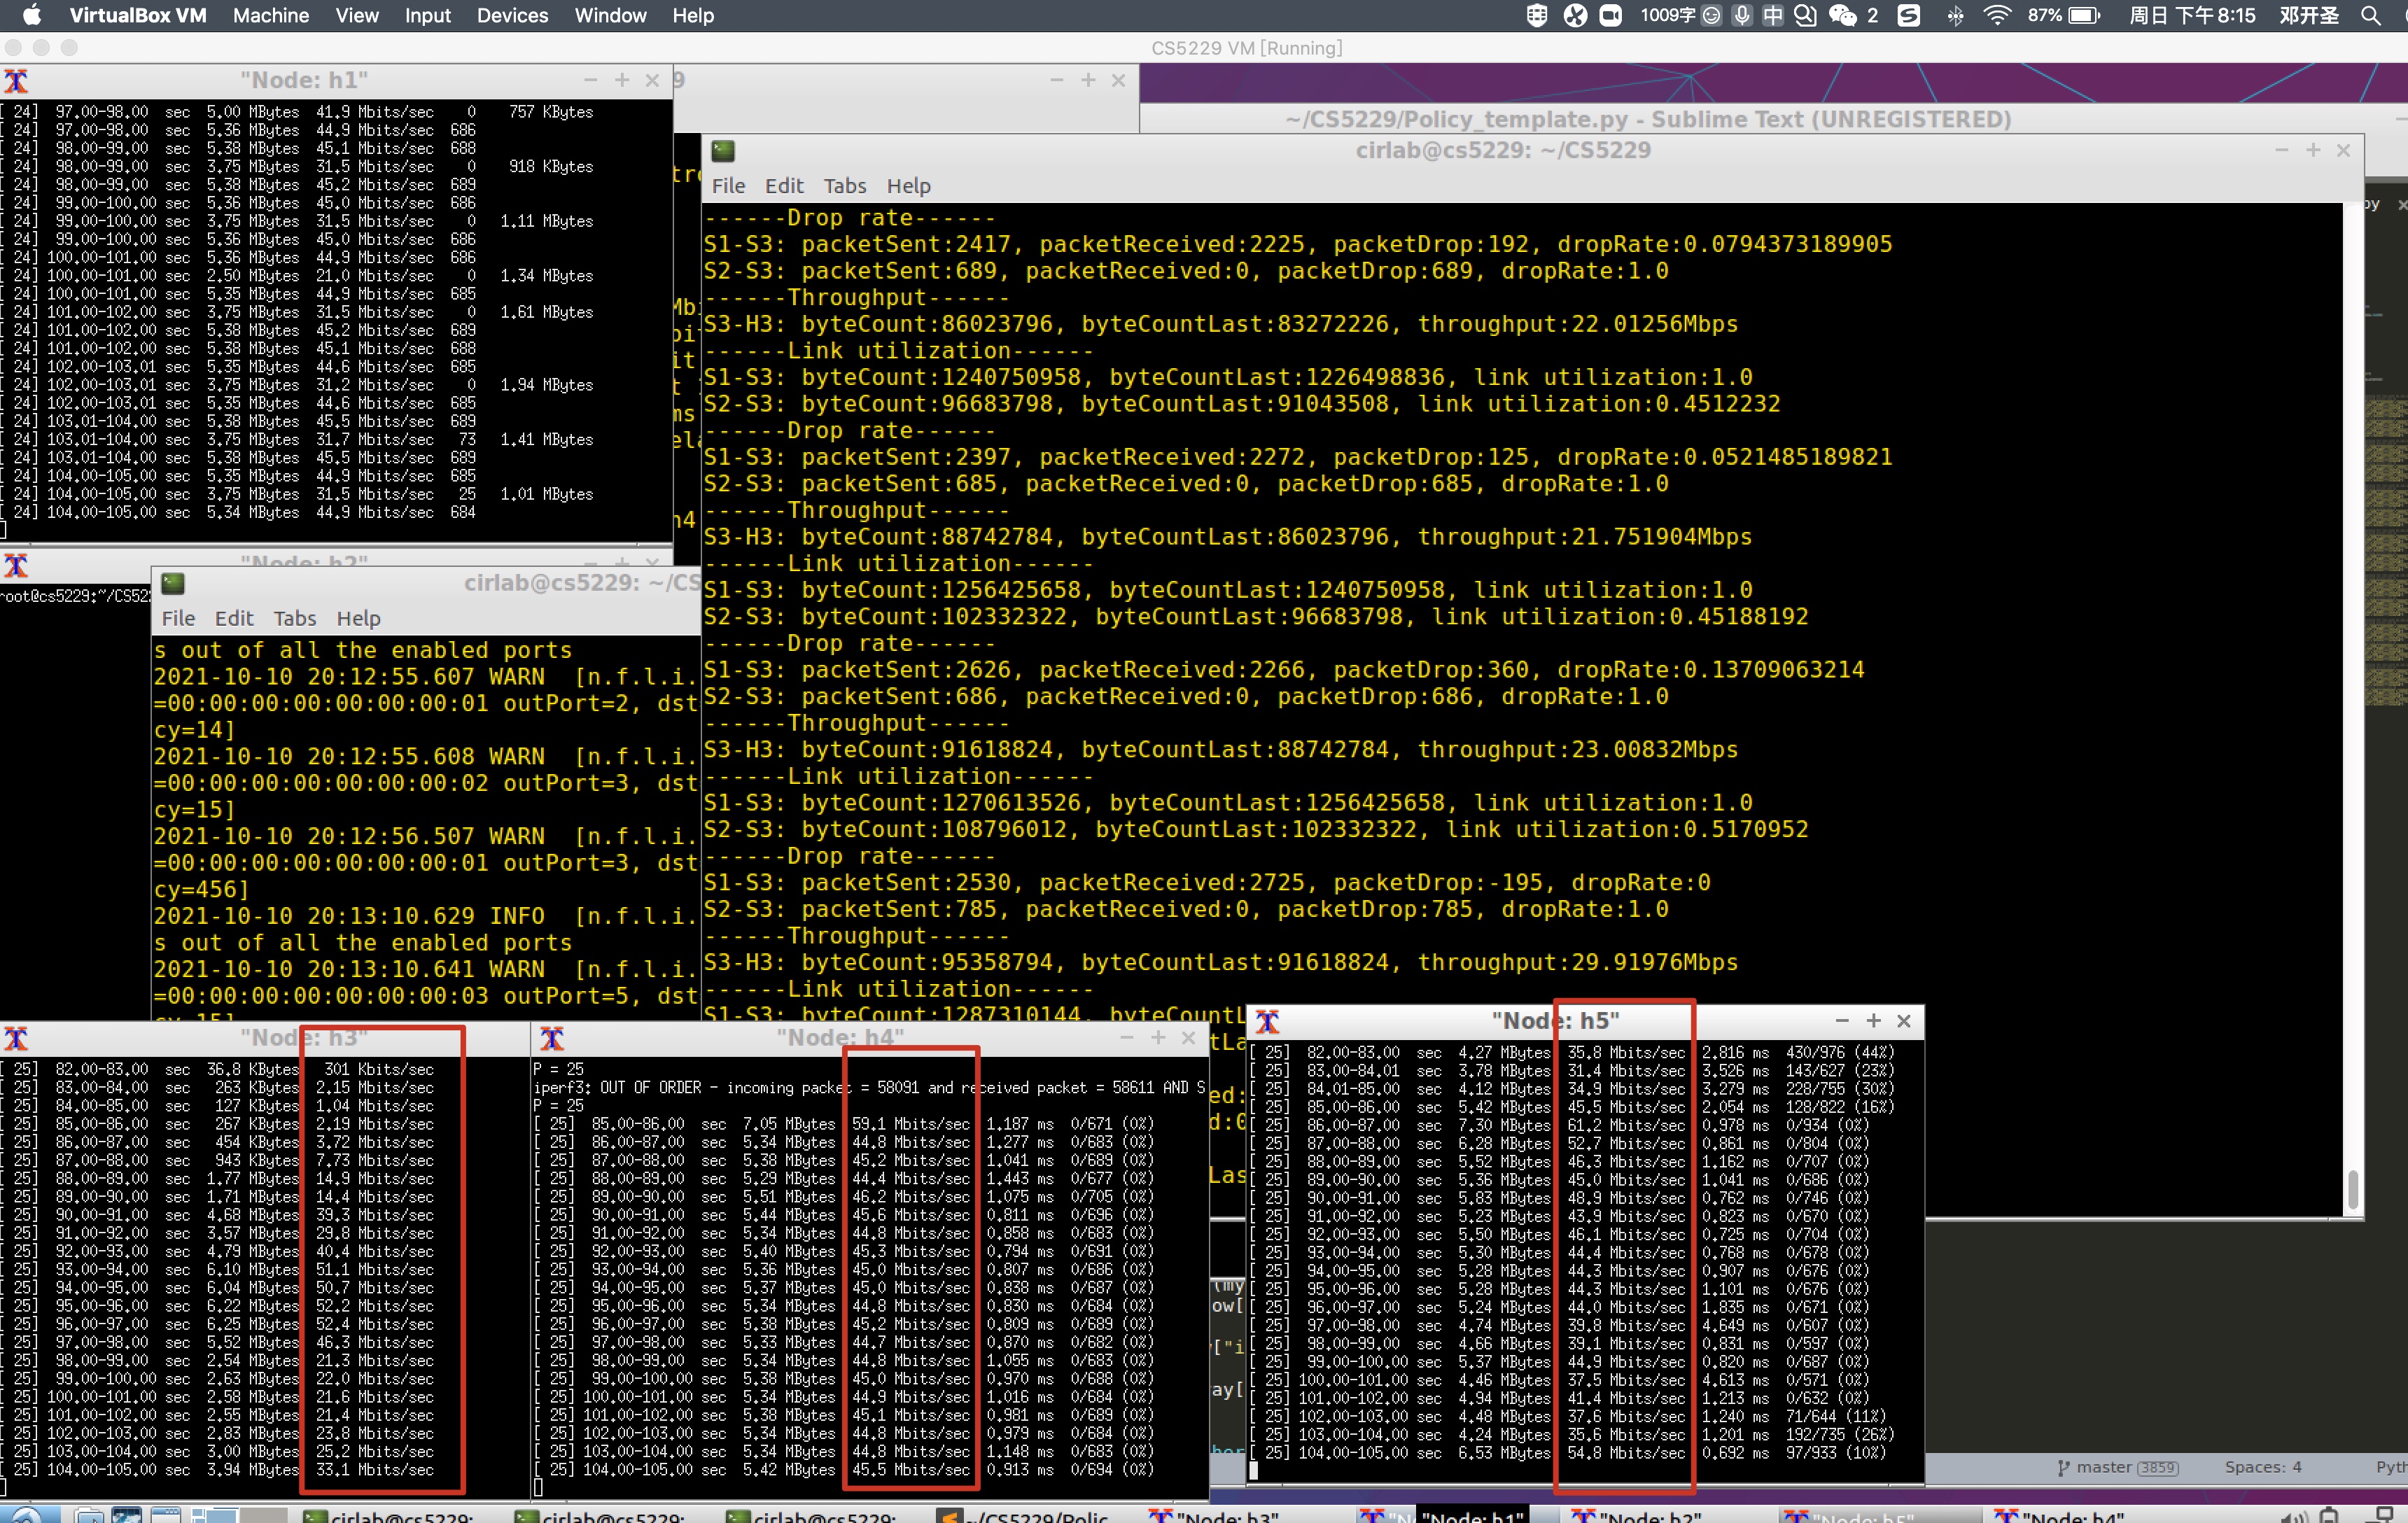 VirtualBox VM Machine View Input Devices Window Help 1009字 中 2 87% 周日 下午8:15 邓开圣
CS5229 VM [Running]
"Node: h1"
[ 24] 97.00-98.00 sec 5.00 MBytes 41.9 Mbits/sec 0 757 KBytes
[ 24] 97.00-98.00 sec 5.36 MBytes 44.9 Mbits/sec 686
[ 24] 98.00-99.00 sec 5.38 MBytes 45.1 Mbits/sec 688
[ 24] 98.00-99.00 sec 3.75 MBytes 31.5 Mbits/sec 0 918 KBytes
[ 24] 98.00-99.00 sec 5.38 MBytes 45.2 Mbits/sec 689
[ 24] 99.00-100.00 sec 5.36 MBytes 45.0 Mbits/sec 686
[ 24] 99.00-100.00 sec 3.75 MBytes 31.5 Mbits/sec 0 1.11 MBytes
[ 24] 99.00-100.00 sec 5.36 MBytes 45.0 Mbits/sec 686
[ 24] 100.00-101.00 sec 5.36 MBytes 44.9 Mbits/sec 686
[ 24] 100.00-101.00 sec 2.50 MBytes 21.0 Mbits/sec 0 1.34 MBytes
[ 24] 100.00-101.00 sec 5.35 MBytes 44.9 Mbits/sec 685
[ 24] 101.00-102.00 sec 3.75 MBytes 31.5 Mbits/sec 0 1.61 MBytes
[ 24] 101.00-102.00 sec 5.38 MBytes 45.2 Mbits/sec 689
[ 24] 101.00-102.00 sec 5.38 MBytes 45.1 Mbits/sec 688
[ 24] 102.00-103.01 sec 5.35 MBytes 44.6 Mbits/sec 685
[ 24] 102.00-103.01 sec 3.75 MBytes 31.2 Mbits/sec 0 1.94 MBytes
[ 24] 102.00-103.01 sec 5.35 MBytes 44.6 Mbits/sec 685
[ 24] 103.01-104.00 sec 5.38 MBytes 45.5 Mbits/sec 689
[ 24] 103.01-104.00 sec 3.75 MBytes 31.7 Mbits/sec 73 1.41 MBytes
[ 24] 103.01-104.00 sec 5.38 MBytes 45.5 Mbits/sec 689
[ 24] 104.00-105.00 sec 5.35 MBytes 44.9 Mbits/sec 685
[ 24] 104.00-105.00 sec 3.75 MBytes 31.5 Mbits/sec 25 1.01 MBytes
[ 24] 104.00-105.00 sec 5.34 MBytes 44.9 Mbits/sec 684
9
~/CS5229/Policy_template.py - Sublime Text (UNREGISTERED)
cirlab@cs5229: ~/CS5229
File Edit Tabs Help
------Drop rate------
S1-S3: packetSent:2417, packetReceived:2225, packetDrop:192, dropRate:0.0794373189905
S2-S3: packetSent:689, packetReceived:0, packetDrop:689, dropRate:1.0
------Throughput------
S3-H3: byteCount:86023796, byteCountLast:83272226, throughput:22.01256Mbps
------Link utilization------
S1-S3: byteCount:1240750958, byteCountLast:1226498836, link utilization:1.0
S2-S3: byteCount:96683798, byteCountLast:91043508, link utilization:0.4512232
------Drop rate------
S1-S3: packetSent:2397, packetReceived:2272, packetDrop:125, dropRate:0.0521485189821
S2-S3: packetSent:685, packetReceived:0, packetDrop:685, dropRate:1.0
------Throughput------
S3-H3: byteCount:88742784, byteCountLast:86023796, throughput:21.751904Mbps
------Link utilization------
S1-S3: byteCount:1256425658, byteCountLast:1240750958, link utilization:1.0
S2-S3: byteCount:102332322, byteCountLast:96683798, link utilization:0.45188192
------Drop rate------
S1-S3: packetSent:2626, packetReceived:2266, packetDrop:360, dropRate:0.13709063214
S2-S3: packetSent:686, packetReceived:0, packetDrop:686, dropRate:1.0
------Throughput------
S3-H3: byteCount:91618824, byteCountLast:88742784, throughput:23.00832Mbps
------Link utilization------
S1-S3: byteCount:1270613526, byteCountLast:1256425658, link utilization:1.0
S2-S3: byteCount:108796012, byteCountLast:102332322, link utilization:0.5170952
------Drop rate------
S1-S3: packetSent:2530, packetReceived:2725, packetDrop:-195, dropRate:0
S2-S3: packetSent:785, packetReceived:0, packetDrop:785, dropRate:1.0
------Throughput------
S3-H3: byteCount:95358794, byteCountLast:91618824, throughput:29.91976Mbps
------Link utilization------
S1-S3: byteCount:1287310144, byteCountL
"Node: h2"
root@cs5229:~/CS52
cirlab@cs5229: ~/CS
File Edit Tabs Help
s out of all the enabled ports
2021-10-10 20:12:55.607 WARN [n.f.l.i.
=00:00:00:00:00:00:00:01 outPort=2, dst
cy=14]
2021-10-10 20:12:55.608 WARN [n.f.l.i.
=00:00:00:00:00:00:00:02 outPort=3, dst
cy=15]
2021-10-10 20:12:56.507 WARN [n.f.l.i.
=00:00:00:00:00:00:00:01 outPort=3, dst
cy=456]
2021-10-10 20:13:10.629 INFO [n.f.l.i.
s out of all the enabled ports
2021-10-10 20:13:10.641 WARN [n.f.l.i.
=00:00:00:00:00:00:00:03 outPort=5, dst
"Node: h3"
[ 25] 82.00-83.00 sec 36.8 KBytes 301 Kbits/sec
[ 25] 83.00-84.00 sec 263 KBytes 2.15 Mbits/sec
[ 25] 84.00-85.00 sec 127 KBytes 1.04 Mbits/sec
[ 25] 85.00-86.00 sec 267 KBytes 2.19 Mbits/sec
[ 25] 86.00-87.00 sec 454 KBytes 3.72 Mbits/sec
[ 25] 87.00-88.00 sec 943 KBytes 7.73 Mbits/sec
[ 25] 88.00-89.00 sec 1.77 MBytes 14.9 Mbits/sec
[ 25] 89.00-90.00 sec 1.71 MBytes 14.4 Mbits/sec
[ 25] 90.00-91.00 sec 4.68 MBytes 39.3 Mbits/sec
[ 25] 91.00-92.00 sec 3.57 MBytes 29.8 Mbits/sec
[ 25] 92.00-93.00 sec 4.79 MBytes 40.4 Mbits/sec
[ 25] 93.00-94.00 sec 6.10 MBytes 51.1 Mbits/sec
[ 25] 94.00-95.00 sec 6.04 MBytes 50.7 Mbits/sec
[ 25] 95.00-96.00 sec 6.22 MBytes 52.2 Mbits/sec
[ 25] 96.00-97.00 sec 6.25 MBytes 52.4 Mbits/sec
[ 25] 97.00-98.00 sec 5.52 MBytes 46.3 Mbits/sec
[ 25] 98.00-99.00 sec 2.54 MBytes 21.3 Mbits/sec
[ 25] 99.00-100.00 sec 2.63 MBytes 22.0 Mbits/sec
[ 25] 100.00-101.00 sec 2.58 MBytes 21.6 Mbits/sec
[ 25] 101.00-102.00 sec 2.55 MBytes 21.4 Mbits/sec
[ 25] 102.00-103.00 sec 2.83 MBytes 23.8 Mbits/sec
[ 25] 103.00-104.00 sec 3.00 MBytes 25.2 Mbits/sec
[ 25] 104.00-105.00 sec 3.94 MBytes 33.1 Mbits/sec
"Node: h4"
P = 25
iperf3: OUT OF ORDER - incoming packet = 58091 and received packet = 58611 AND S
P = 25
[ 25] 85.00-86.00 sec 7.05 MBytes 59.1 Mbits/sec 1.187 ms 0/671 (0%)
[ 25] 86.00-87.00 sec 5.34 MBytes 44.8 Mbits/sec 1.277 ms 0/683 (0%)
[ 25] 87.00-88.00 sec 5.38 MBytes 45.2 Mbits/sec 1.041 ms 0/689 (0%)
[ 25] 88.00-89.00 sec 5.29 MBytes 44.4 Mbits/sec 1.443 ms 0/677 (0%)
[ 25] 89.00-90.00 sec 5.51 MBytes 46.2 Mbits/sec 1.075 ms 0/705 (0%)
[ 25] 90.00-91.00 sec 5.44 MBytes 45.6 Mbits/sec 0.811 ms 0/696 (0%)
[ 25] 91.00-92.00 sec 5.34 MBytes 44.8 Mbits/sec 0.858 ms 0/683 (0%)
[ 25] 92.00-93.00 sec 5.40 MBytes 45.3 Mbits/sec 0.794 ms 0/691 (0%)
[ 25] 93.00-94.00 sec 5.36 MBytes 45.0 Mbits/sec 0.807 ms 0/686 (0%)
[ 25] 94.00-95.00 sec 5.37 MBytes 45.0 Mbits/sec 0.838 ms 0/687 (0%)
[ 25] 95.00-96.00 sec 5.34 MBytes 44.8 Mbits/sec 0.830 ms 0/684 (0%)
[ 25] 96.00-97.00 sec 5.38 MBytes 45.2 Mbits/sec 0.809 ms 0/689 (0%)
[ 25] 97.00-98.00 sec 5.33 MBytes 44.7 Mbits/sec 0.870 ms 0/682 (0%)
[ 25] 98.00-99.00 sec 5.34 MBytes 44.8 Mbits/sec 1.055 ms 0/683 (0%)
[ 25] 99.00-100.00 sec 5.38 MBytes 45.0 Mbits/sec 0.970 ms 0/688 (0%)
[ 25] 100.00-101.00 sec 5.34 MBytes 44.9 Mbits/sec 1.016 ms 0/684 (0%)
[ 25] 101.00-102.00 sec 5.38 MBytes 45.1 Mbits/sec 0.981 ms 0/689 (0%)
[ 25] 102.00-103.00 sec 5.34 MBytes 44.8 Mbits/sec 0.979 ms 0/684 (0%)
[ 25] 103.00-104.00 sec 5.34 MBytes 44.8 Mbits/sec 1.148 ms 0/683 (0%)
[ 25] 104.00-105.00 sec 5.42 MBytes 45.5 Mbits/sec 0.913 ms 0/694 (0%)
"Node: h5"
[ 25] 82.00-83.00 sec 4.27 MBytes 35.8 Mbits/sec 2.816 ms 430/976 (44%)
[ 25] 83.00-84.01 sec 3.78 MBytes 31.4 Mbits/sec 3.526 ms 143/627 (23%)
[ 25] 84.01-85.00 sec 4.12 MBytes 34.9 Mbits/sec 3.279 ms 228/755 (30%)
[ 25] 85.00-86.00 sec 5.42 MBytes 45.5 Mbits/sec 2.054 ms 128/822 (16%)
[ 25] 86.00-87.00 sec 7.30 MBytes 61.2 Mbits/sec 0.978 ms 0/934 (0%)
[ 25] 87.00-88.00 sec 6.28 MBytes 52.7 Mbits/sec 0.861 ms 0/804 (0%)
[ 25] 88.00-89.00 sec 5.52 MBytes 46.3 Mbits/sec 1.162 ms 0/707 (0%)
[ 25] 89.00-90.00 sec 5.36 MBytes 45.0 Mbits/sec 1.041 ms 0/686 (0%)
[ 25] 90.00-91.00 sec 5.83 MBytes 48.9 Mbits/sec 0.762 ms 0/746 (0%)
[ 25] 91.00-92.00 sec 5.23 MBytes 43.9 Mbits/sec 0.823 ms 0/670 (0%)
[ 25] 92.00-93.00 sec 5.50 MBytes 46.1 Mbits/sec 0.725 ms 0/704 (0%)
[ 25] 93.00-94.00 sec 5.30 MBytes 44.4 Mbits/sec 0.768 ms 0/678 (0%)
[ 25] 94.00-95.00 sec 5.28 MBytes 44.3 Mbits/sec 0.907 ms 0/676 (0%)
[ 25] 95.00-96.00 sec 5.28 MBytes 44.3 Mbits/sec 1.101 ms 0/676 (0%)
[ 25] 96.00-97.00 sec 5.24 MBytes 44.0 Mbits/sec 1.835 ms 0/671 (0%)
[ 25] 97.00-98.00 sec 4.74 MBytes 39.8 Mbits/sec 4.649 ms 0/607 (0%)
[ 25] 98.00-99.00 sec 4.66 MBytes 39.1 Mbits/sec 0.831 ms 0/597 (0%)
[ 25] 99.00-100.00 sec 5.37 MBytes 44.9 Mbits/sec 0.820 ms 0/687 (0%)
[ 25] 100.00-101.00 sec 4.46 MBytes 37.5 Mbits/sec 4.613 ms 0/571 (0%)
[ 25] 101.00-102.00 sec 4.94 MBytes 41.4 Mbits/sec 1.213 ms 0/632 (0%)
[ 25] 102.00-103.00 sec 4.48 MBytes 37.6 Mbits/sec 1.240 ms 71/644 (11%)
[ 25] 103.00-104.00 sec 4.24 MBytes 35.6 Mbits/sec 1.201 ms 192/735 (26%)
[ 25] 104.00-105.00 sec 6.53 MBytes 54.8 Mbits/sec 0.692 ms 97/933 (10%)
master 3859 Spaces: 4 Pyth
cirlab@cs5229: cirlab@cs5229: cirlab@cs5229: ~/CS5229/Polic "Node: h3" "Node: h1" "Node: h2" "Node: h5" "Node: h4"